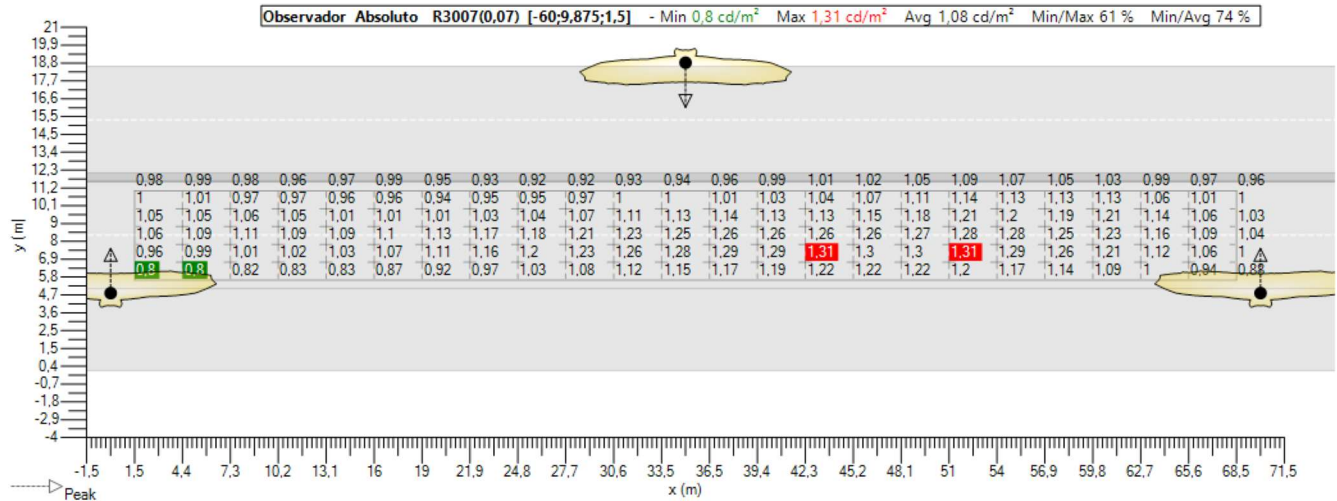 Observador Absoluto R3007(0,07) [-60;9,875;1,5] - Min 0,8 cd/m² Max 1,31 cd/m² Avg 1,08 cd/m² Min/Max 61 % Min/Avg 74 %
21
19,9
18,8
17,7
16,6
15,5
14,5
13,4
12,3
11,2
10,1
9
8
6,9
5,8
4,7
3,6
2,5
1,5
0,4
-0,7
-1,8
-2,9
-4
y (m)
0,98 0,99 0,98 0,96 0,97 0,99 0,95 0,93 0,92 0,92 0,93 0,94 0,96 0,99 1,01 1,02 1,05 1,09 1,07 1,05 1,03 0,99 0,97 0,96
1 1,01 0,97 0,97 0,96 0,96 0,94 0,95 0,95 0,97 1 1 1,01 1,03 1,04 1,07 1,11 1,14 1,13 1,13 1,13 1,06 1,01 1
1,05 1,05 1,06 1,05 1,01 1,01 1,01 1,03 1,04 1,07 1,11 1,13 1,14 1,13 1,13 1,15 1,18 1,21 1,2 1,19 1,21 1,14 1,06 1,03
1,06 1,09 1,11 1,09 1,09 1,1 1,13 1,17 1,18 1,21 1,23 1,25 1,26 1,26 1,26 1,26 1,27 1,28 1,28 1,25 1,23 1,16 1,09 1,04
0,96 0,99 1,01 1,02 1,03 1,07 1,11 1,16 1,2 1,23 1,26 1,28 1,29 1,29 1,31 1,3 1,3 1,31 1,29 1,26 1,21 1,12 1,06 1
0,8 0,8 0,82 0,83 0,83 0,87 0,92 0,97 1,03 1,08 1,12 1,15 1,17 1,19 1,22 1,22 1,22 1,2 1,17 1,14 1,09 1 0,94 0,88
-1,5 1,5 4,4 7,3 10,2 13,1 16 19 21,9 24,8 27,7 30,6 33,5 36,5 39,4 42,3 45,2 48,1 51 54 56,9 59,8 62,7 65,6 68,5 71,5
x (m)
Peak